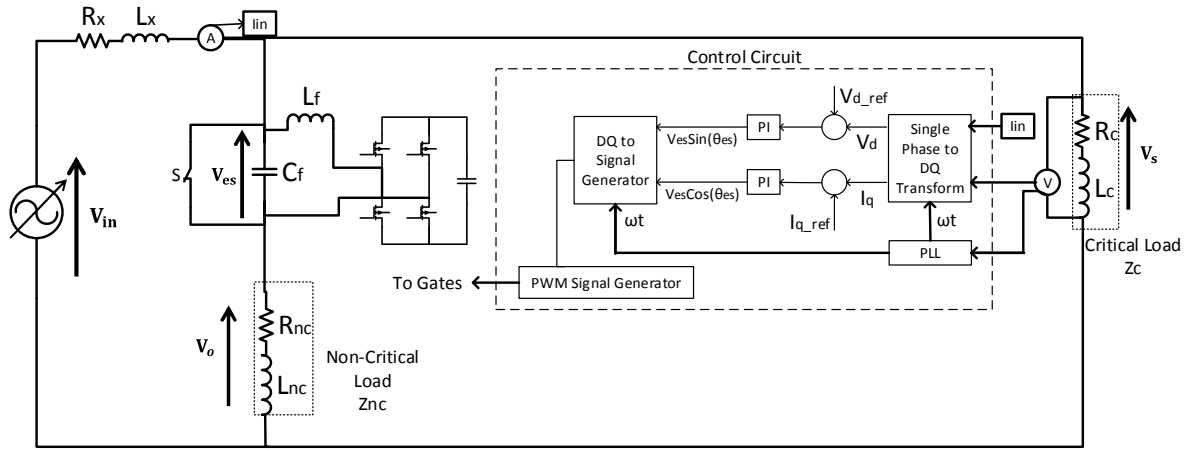 Rx
Lx
A
Iin
Control Circuit
Lf
S
Ves
Cf
Vin
Vd_ref
VesSin(θes)
PI
Vd
DQ to
Signal
Generator
Single
Phase to
DQ
Transform
Iin
VesCos(θes)
PI
Iq
Iq_ref
ωt
ωt
PLL
V
Rc
Lc
Vs
Critical Load
Zc
To Gates
PWM Signal Generator
Vo
Rnc
Lnc
Non-Critical
Load
Znc